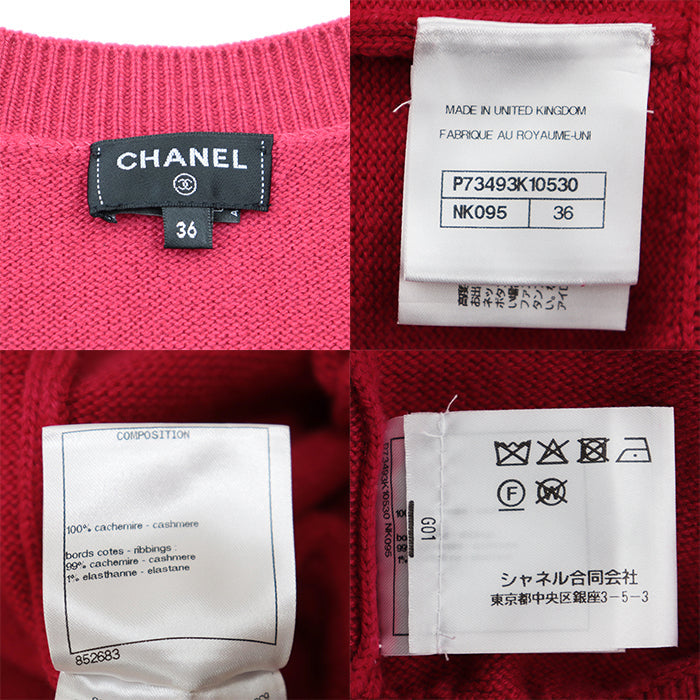 CHANEL
36
MADE IN UNITED KINGDOM
FABRIQUE AU ROYAUME-UNI
P73493K10530
NK095 36
COMPOSITION
100% cachemire - cashmere
bords cotes - ribbings :
99% cachemire - cashmere
1% elasthanne - elastane
852683
P73493K10530 NK095
G01
F
W
シャネル合同会社
東京都中央区銀座3-5-3